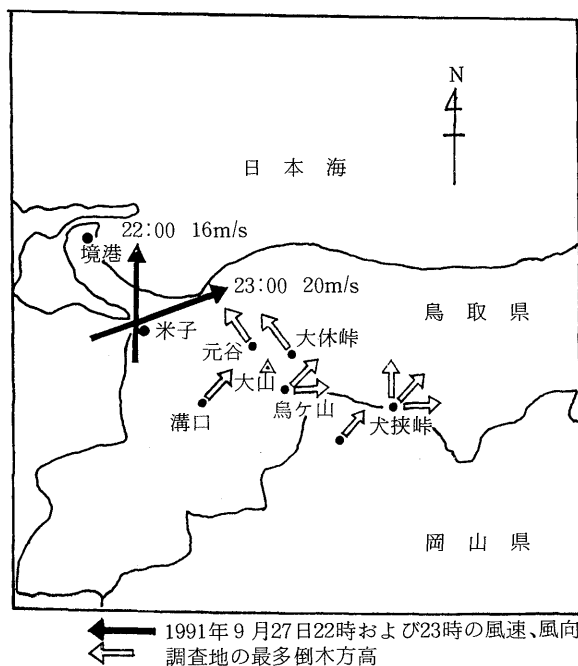 N
日本海
22:00 16m/s
境港
23:00 20m/s
鳥取県
米子
元谷
大休峠
大山
烏ヶ山
溝口
犬挟峠
岡山県
1991年9月27日22時および23時の風速、風向
調査地の最多倒木方高